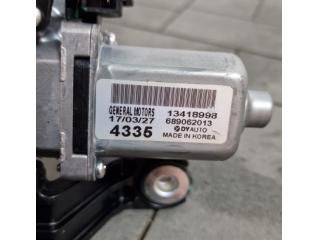 GENERAL MOTORS 13418998
17/03/27 689062013
4335 DY AUTO
MADE IN KOREA